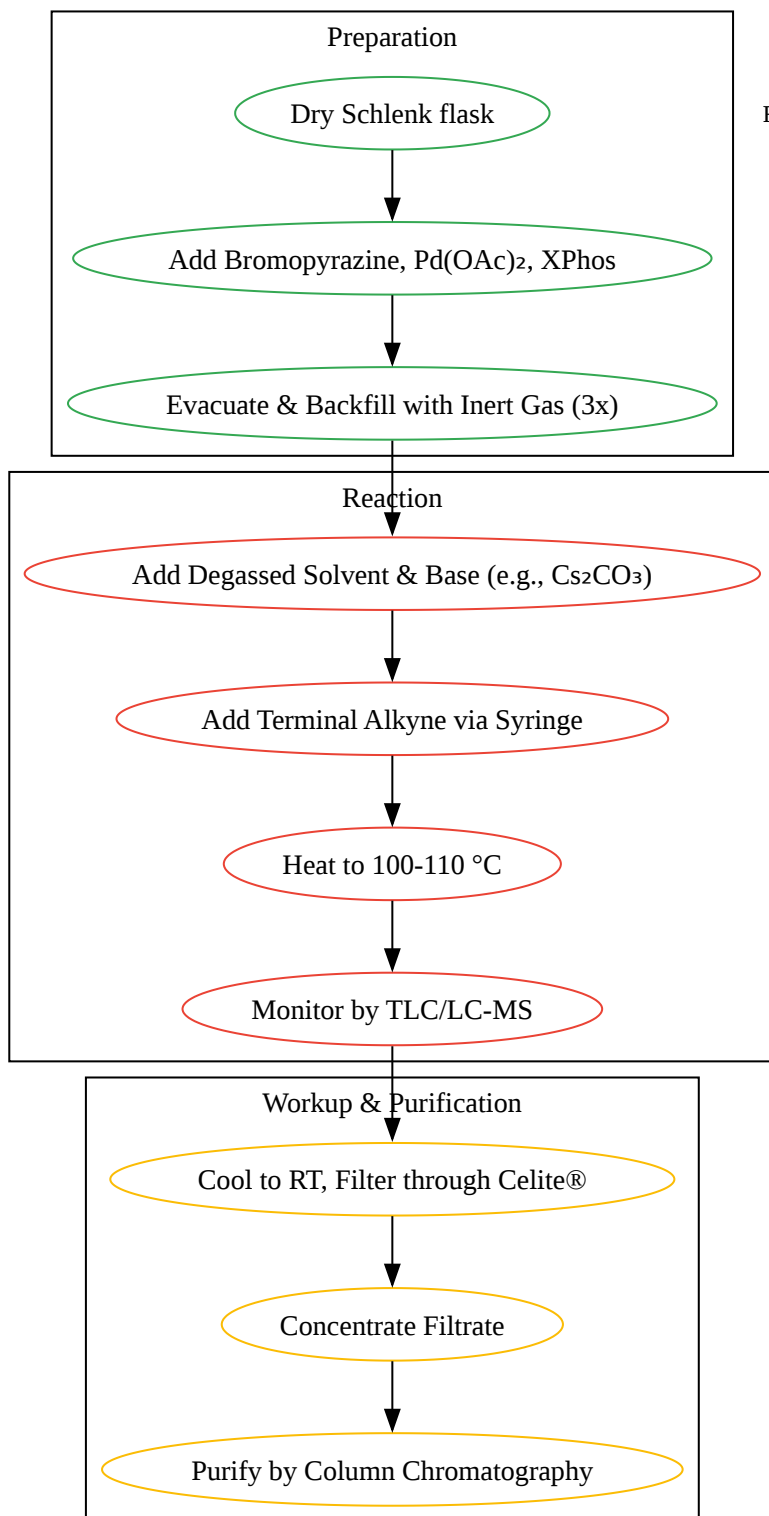 Preparation
Dry Schlenk flask
Add Bromopyrazine, Pd(OAc)₂, XPhos
Evacuate & Backfill with Inert Gas (3x)
Reaction
Add Degassed Solvent & Base (e.g., Cs₂CO₃)
Add Terminal Alkyne via Syringe
Heat to 100-110 °C
Monitor by TLC/LC-MS
Workup & Purification
Cool to RT, Filter through Celite®
Concentrate Filtrate
Purify by Column Chromatography